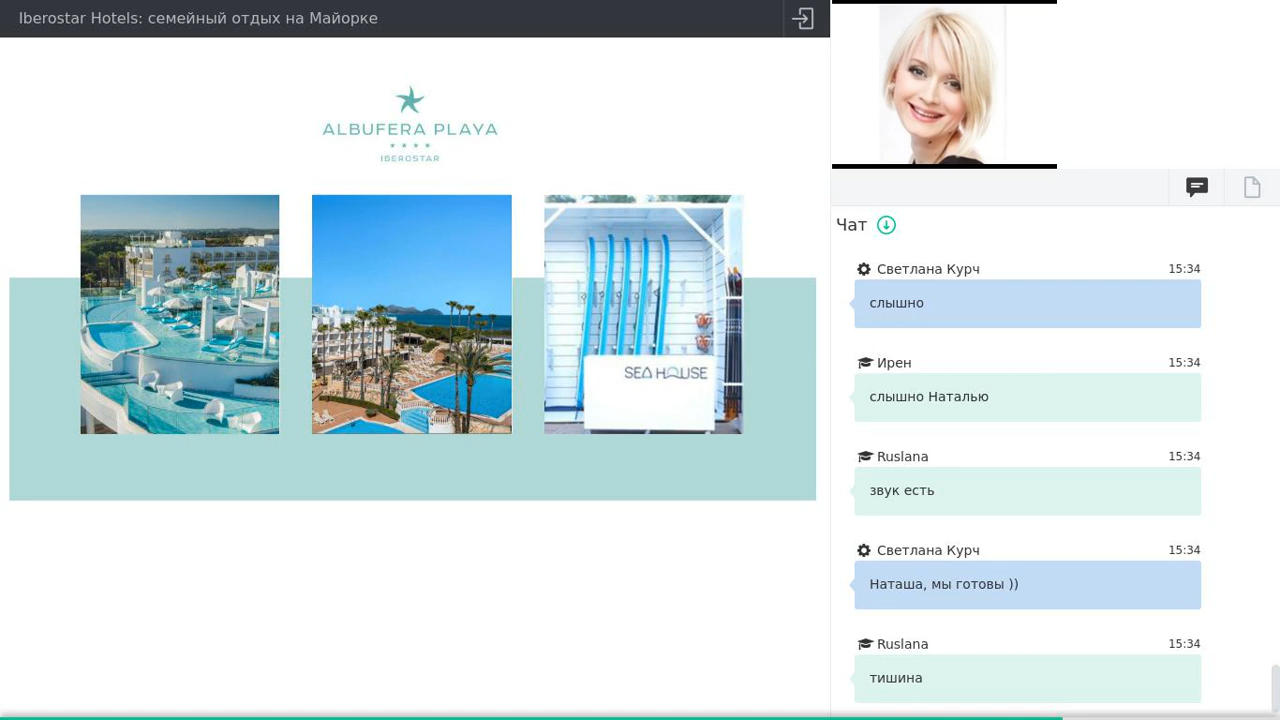 Iberostar Hotels: семейный отдых на Майорке
ALBUFERA PLAYA
IBEROSTAR
SEA HOUSE
Чат
Светлана Курч 15:34
слышно
Ирен 15:34
слышно Наталью
Ruslana 15:34
звук есть
Светлана Курч 15:34
Наташа, мы готовы ))
Ruslana 15:34
тишина